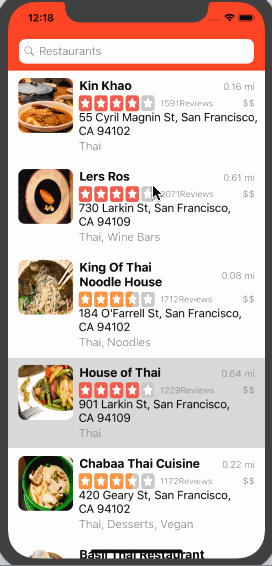 12:18
Restaurants
Kin Khao
0.16 mi
1591Reviews
$$
55 Cyril Magnin St, San Francisco,
CA 94102
Thai
Lers Ros
0.61 mi
2071Reviews
$$
730 Larkin St, San Francisco,
CA 94109
Thai, Wine Bars
King Of Thai
Noodle House
0.08 mi
1712Reviews
$$
184 O'Farrell St, San Francisco,
CA 94102
Thai, Noodles
House of Thai
0.64 mi
1229Reviews
$$
901 Larkin St, San Francisco,
CA 94109
Thai
Chabaa Thai Cuisine
0.22 mi
1172Reviews
$$
420 Geary St, San Francisco,
CA 94102
Thai, Desserts, Vegan
Basil Thai Restaurant